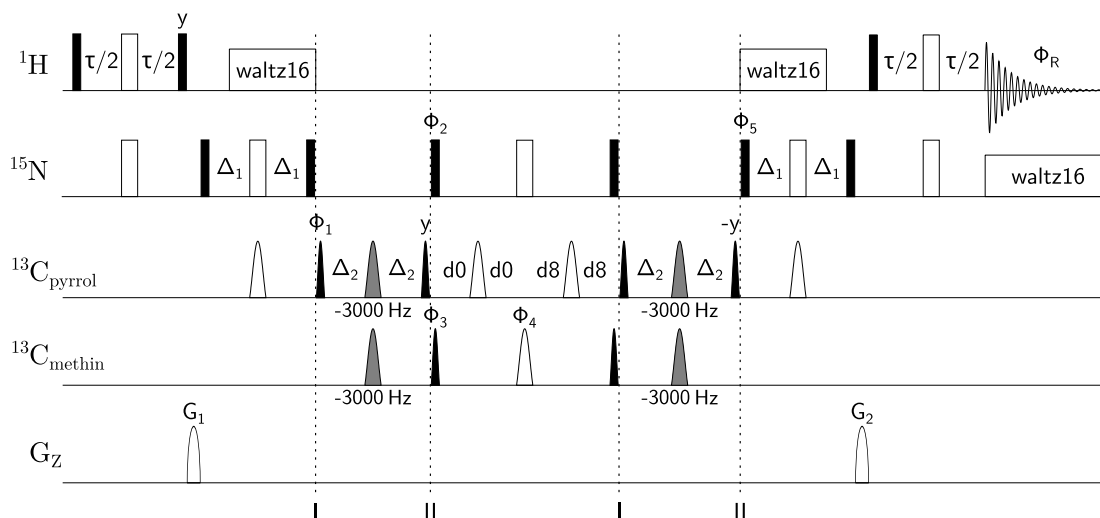 y
¹H τ/2 τ/2 waltz16 waltz16 τ/2 τ/2 Φ_R
Φ₂ Φ₅
¹⁵N Δ₁ Δ₁ Δ₁ Δ₁ waltz16
Φ₁ y -y
¹³C_pyrrol Δ₂ Δ₂ d0 d0 d8 d8 Δ₂ Δ₂
-3000 Hz -3000 Hz
Φ₃ Φ₄
¹³C_methin
-3000 Hz -3000 Hz
G₁ G₂
G_Z
I II I II